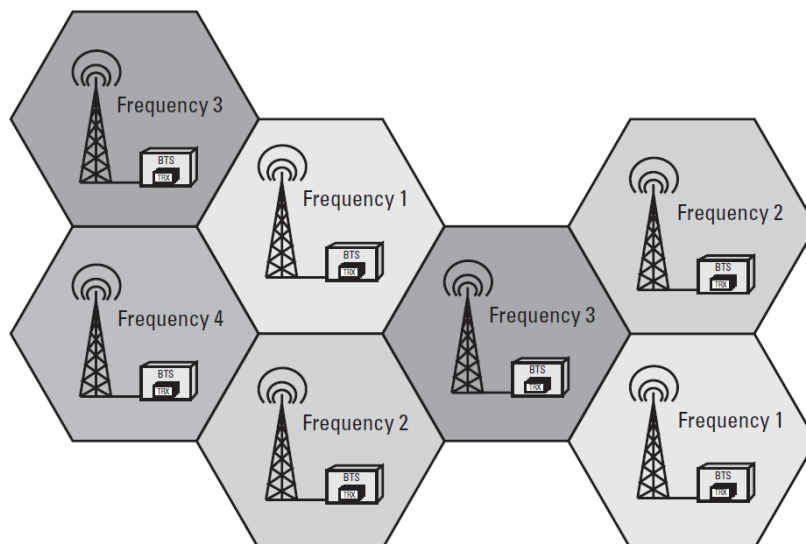 Frequency 3
BTS
TRX
Frequency 1
BTS
TRX
Frequency 2
BTS
TRX
Frequency 4
BTS
TRX
Frequency 3
BTS
TRX
Frequency 2
BTS
TRX
Frequency 1
BTS
TRX